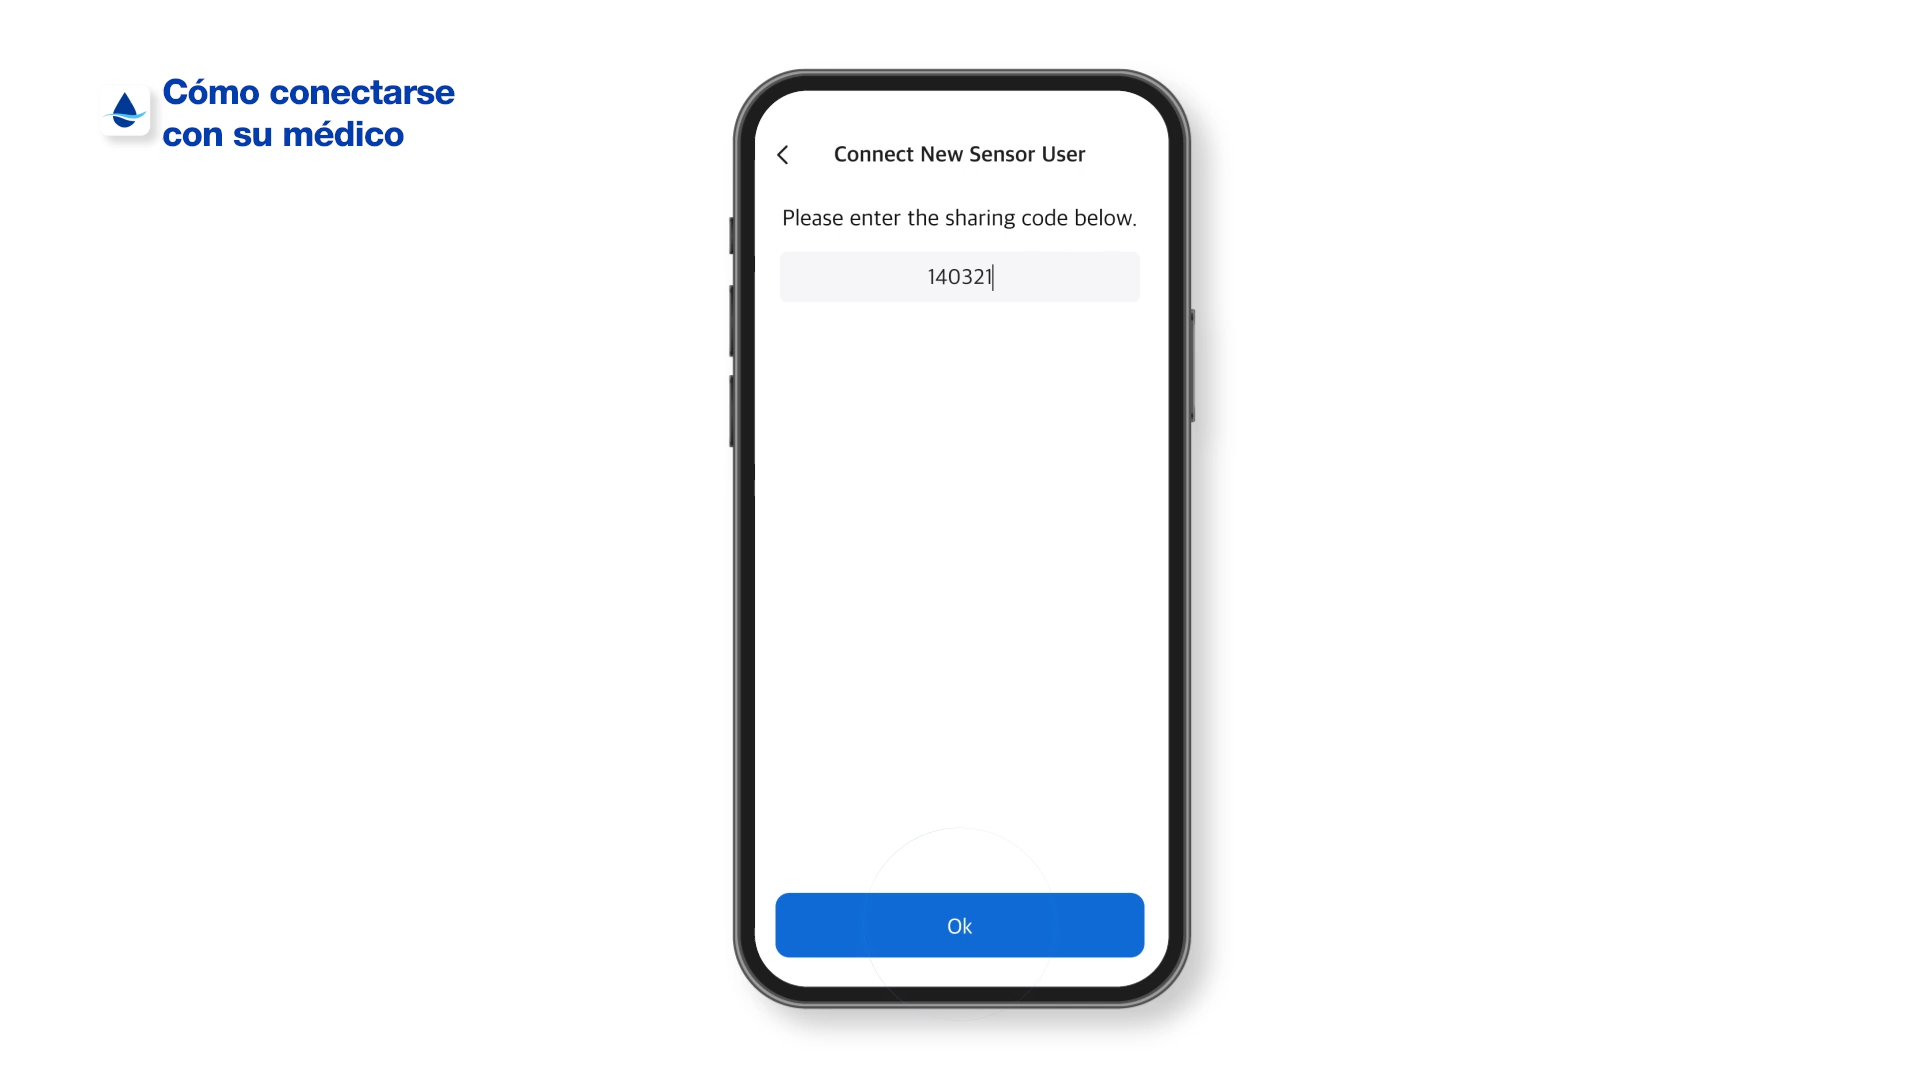 Cómo conectarse
con su médico
Connect New Sensor User
Please enter the sharing code below.
140321
Ok